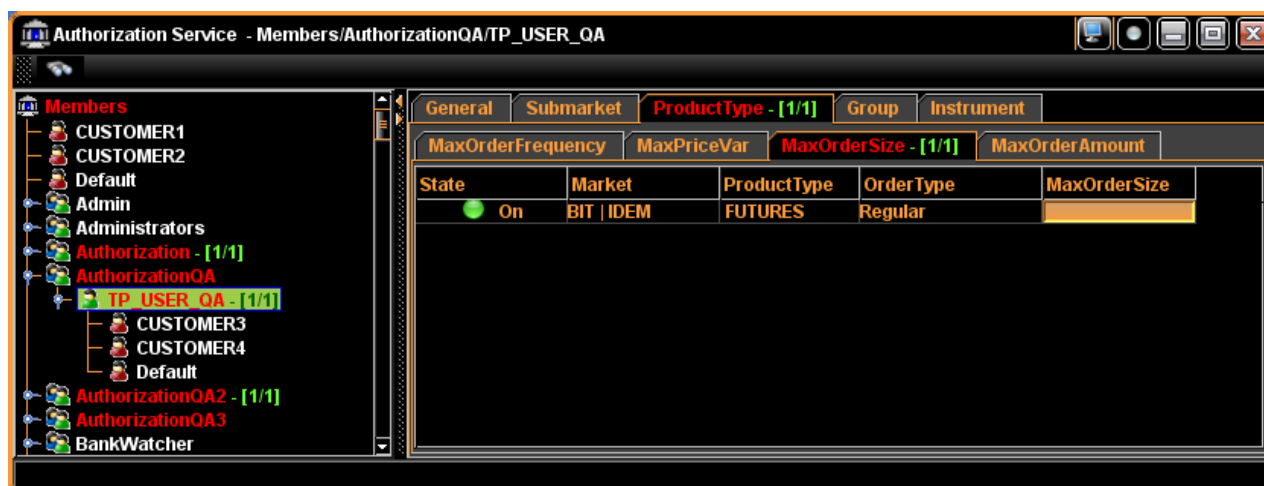 Authorization Service - Members/AuthorizationQA/TP_USER_QA
Members
CUSTOMER1
CUSTOMER2
Default
Admin
Administrators
Authorization - [1/1]
AuthorizationQA
TP_USER_QA - [1/1]
CUSTOMER3
CUSTOMER4
Default
AuthorizationQA2 - [1/1]
AuthorizationQA3
BankWatcher
General Submarket ProductType - [1/1] Group Instrument
MaxOrderFrequency MaxPriceVar MaxOrderSize - [1/1] MaxOrderAmount
State Market ProductType OrderType MaxOrderSize
On BIT | IDEM FUTURES Regular